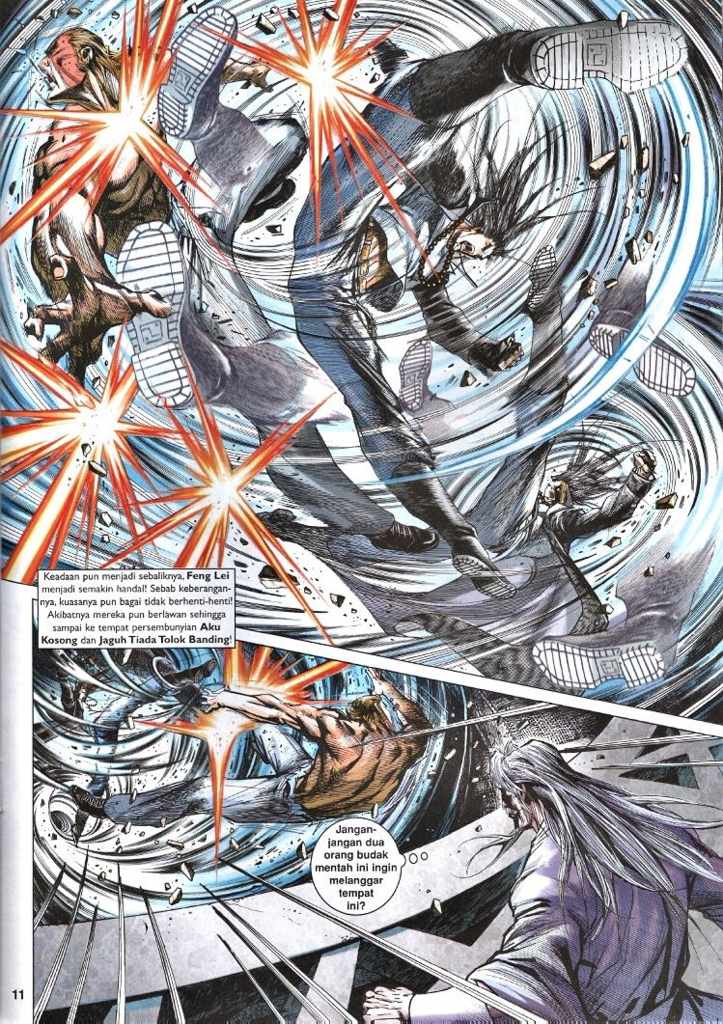 Keadaan pun menjadi sebaliknya, Feng Lei
menjadi semakin handal! Sebab keberangan-
nya, kuasanya pun bagai tidak berhenti-henti!
Akibatnya mereka pun berlawan sehingga
sampai ke tempat persembunyian Aku
Kosong dan Jaguh Tiada Tolok Banding!
Jangan-
jangan dua
orang budak
mentah ini ingin
melanggar
tempat
ini?
11